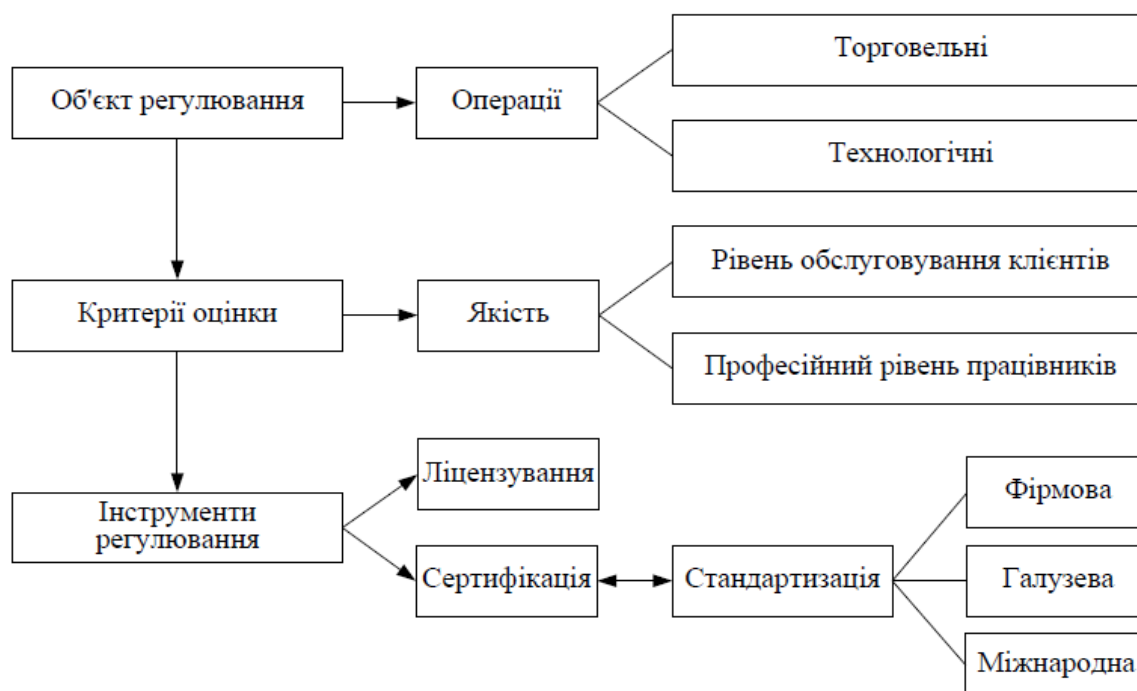 Торговельні
Об'єкт регулювання
Операції
Технологічні
Рівень обслуговування клієнтів
Критерії оцінки
Якість
Професійний рівень працівників
Ліцензування
Фірмова
Інструменти
регулювання
Сертифікація
Стандартизація
Галузева
Міжнародна